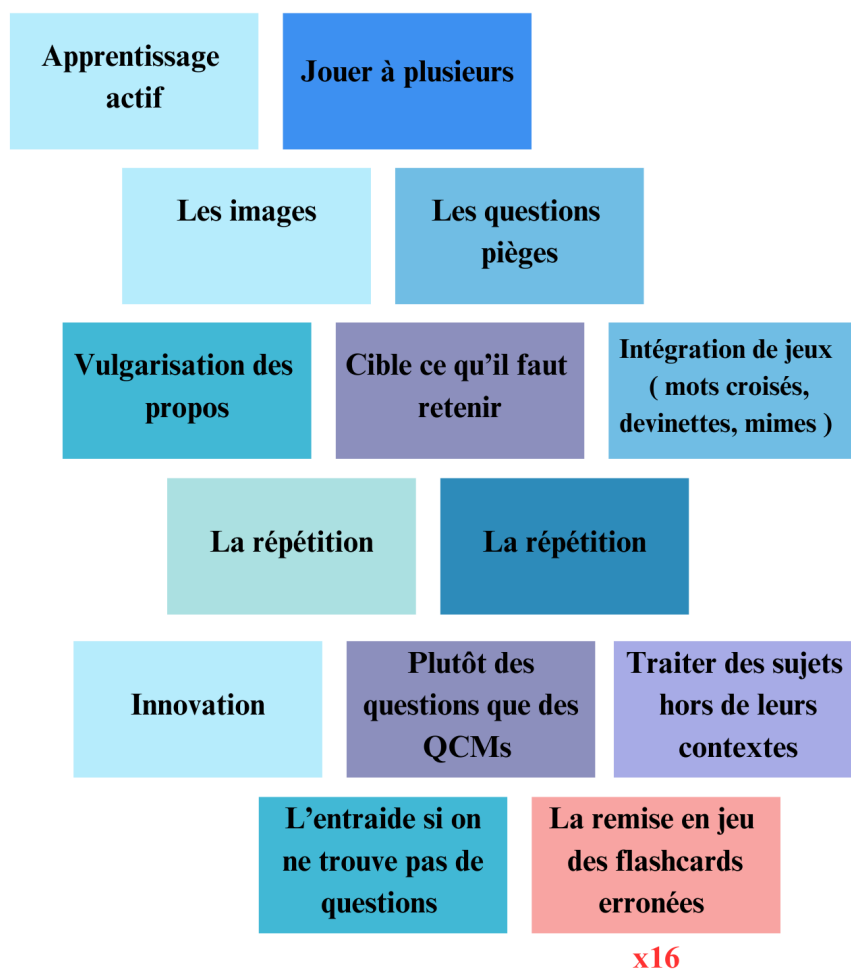 Apprentissage
actif
Jouer à plusieurs
Les images
Les questions
pièges
Vulgarisation des
propos
Cible ce qu'il faut
retenir
Intégration de jeux
( mots croisés,
devinettes, mimes )
La répétition
La répétition
Innovation
Plutôt des
questions que des
QCMs
Traiter des sujets
hors de leurs
contextes
L'entraide si on
ne trouve pas de
questions
La remise en jeu
des flashcards
erronées
x16